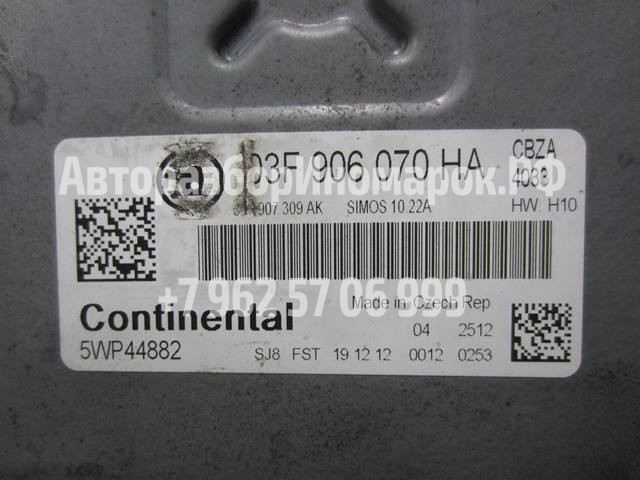 03F 906 070 HA
CBZA
4038
907 309 AK SIMOS 10.22A
HW: H10
АвторазборИномарок.РФ
+7 962 57 06 999
Continental
5WP44882
Made in Czech Rep.
04 2512
SJ8 FST 19 12 12 0012 0253